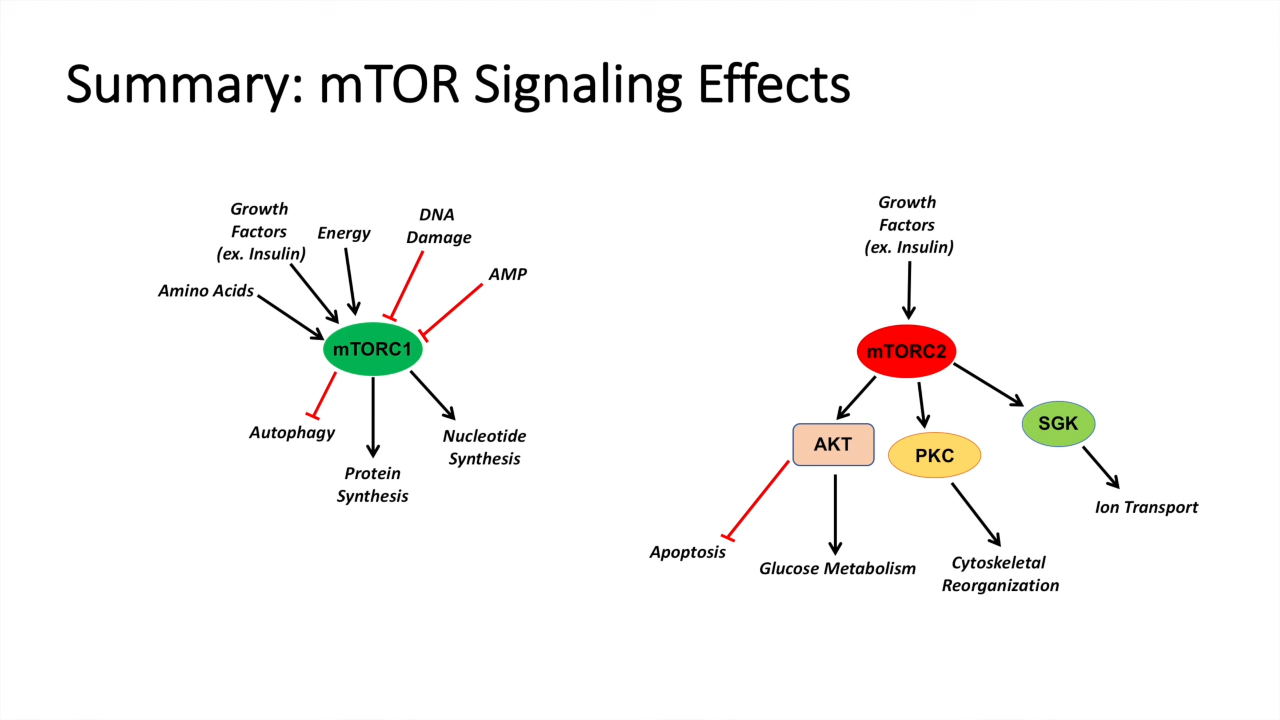 Summary: mTOR Signaling Effects
Growth
Factors
(ex. Insulin)
Energy
DNA
Damage
AMP
Amino Acids
mTORC1
Autophagy
Protein
Synthesis
Nucleotide
Synthesis
Growth
Factors
(ex. Insulin)
mTORC2
AKT
PKC
SGK
Apoptosis
Glucose Metabolism
Cytoskeletal
Reorganization
Ion Transport